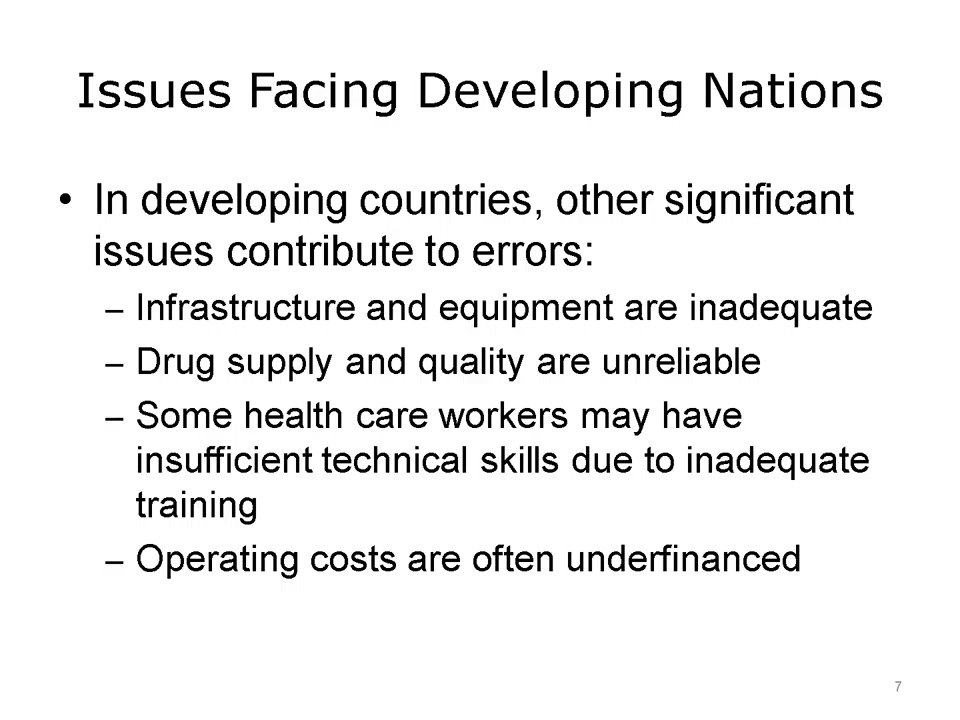 Issues Facing Developing Nations
• In developing countries, other significant
issues contribute to errors:
– Infrastructure and equipment are inadequate
– Drug supply and quality are unreliable
– Some health care workers may have
insufficient technical skills due to inadequate
training
– Operating costs are often underfinanced
7